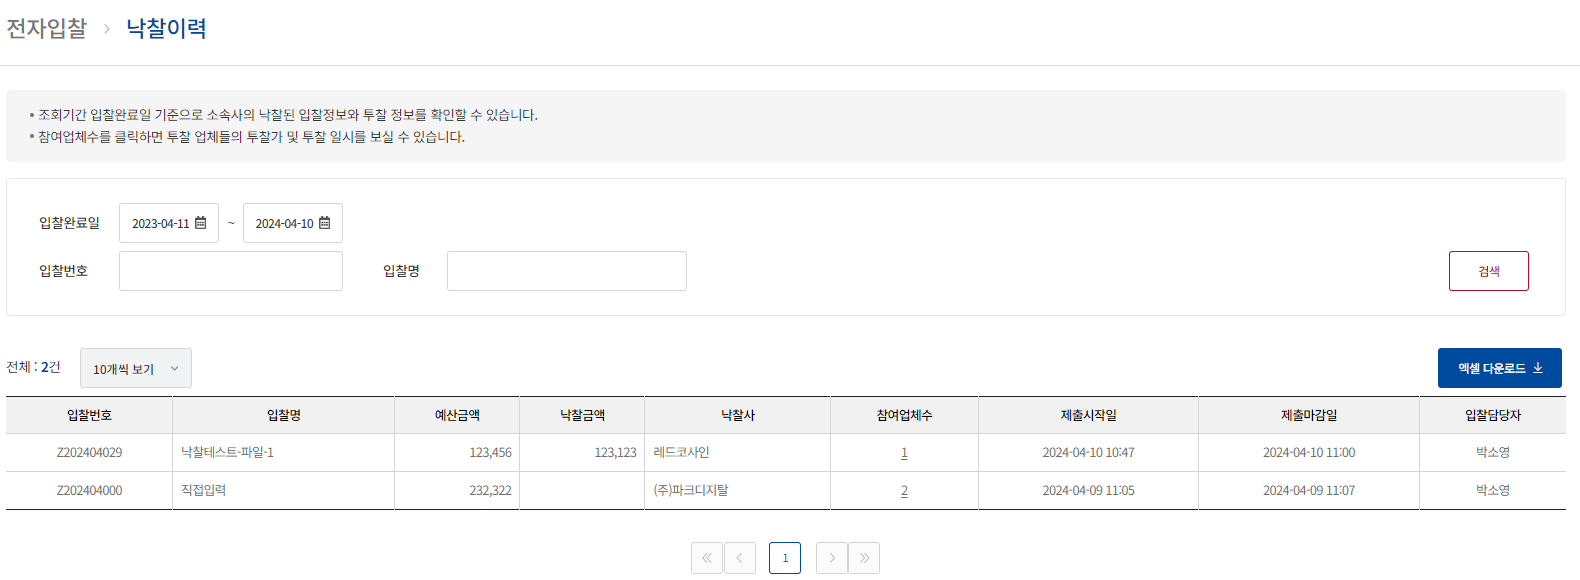 전자입찰 > 낙찰이력
• 조회기간 입찰완료일 기준으로 소속사의 낙찰된 입찰정보와 투찰 정보를 확인할 수 있습니다.
• 참여업체수를 클릭하면 투찰 업체들의 투찰가 및 투찰 일시를 보실 수 있습니다.
입찰완료일 2023-04-11 ~ 2024-04-10
입찰번호 입찰명 검색
전체 : 2건 10개씩 보기 엑셀 다운로드
입찰번호 입찰명 예산금액 낙찰금액 낙찰사 참여업체수 제출시작일 제출마감일 입찰담당자
Z202404029 낙찰테스트-파일-1 123,456 123,123 레드코사인 1 2024-04-10 10:47 2024-04-10 11:00 박소영
Z202404000 직접입력 232,322 (주)파크디지탈 2 2024-04-09 11:05 2024-04-09 11:07 박소영
1